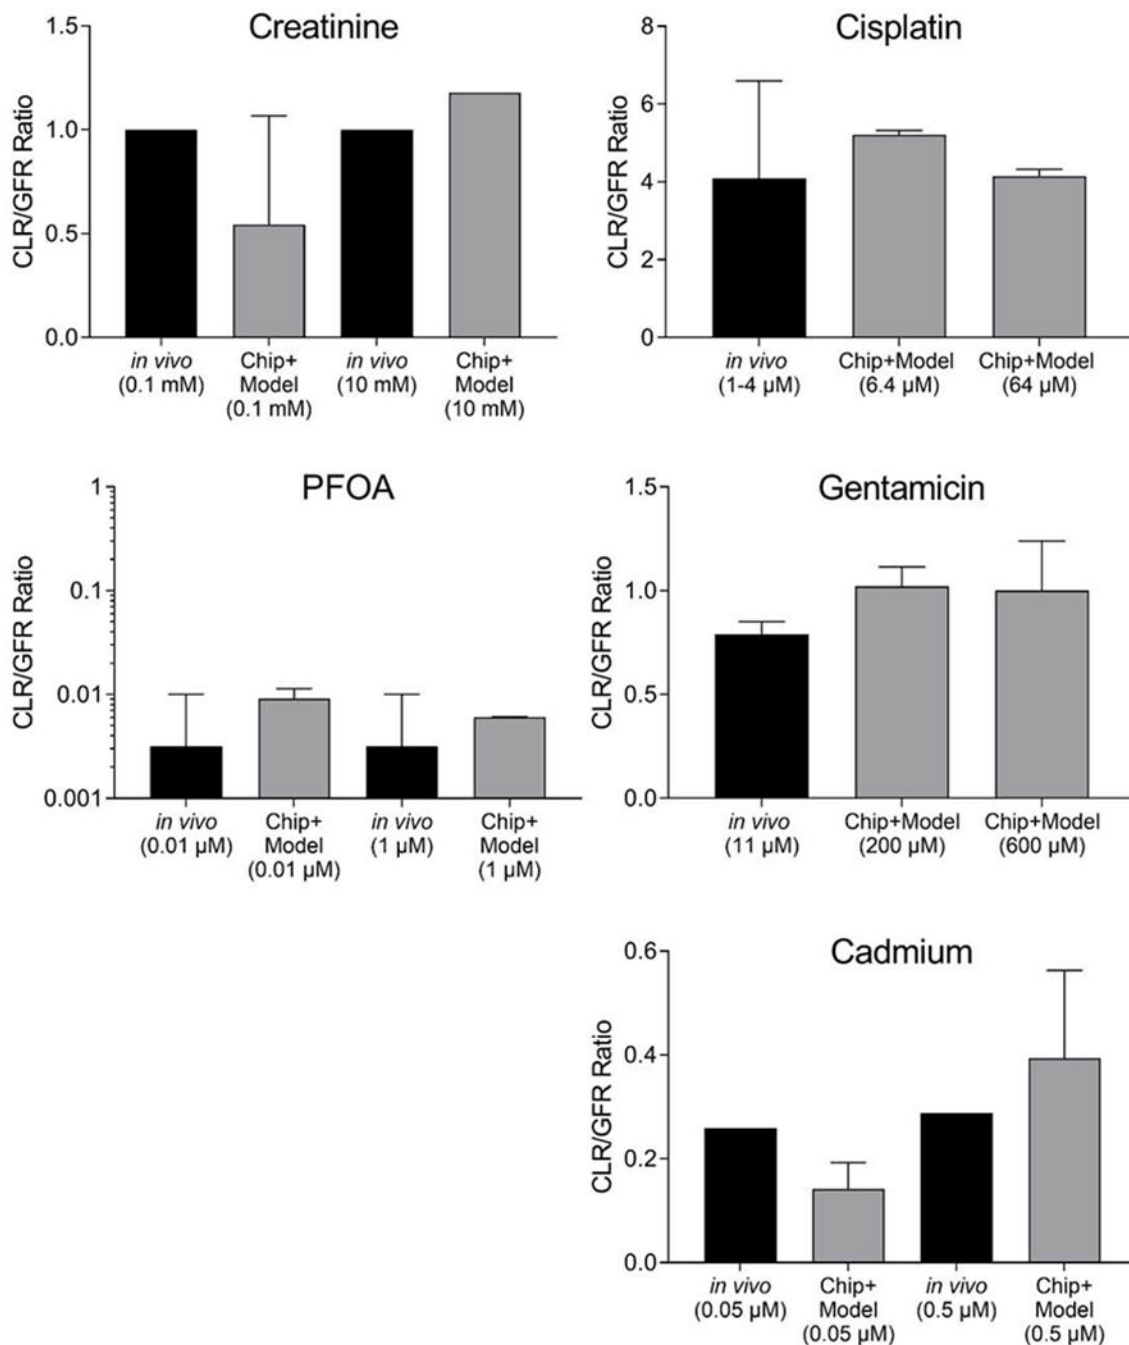 Creatinine
CLR/GFR Ratio
1.5
1.0
0.5
0.0
in vivo
(0.1 mM)
Chip+
Model
(0.1 mM)
in vivo
(10 mM)
Chip+
Model
(10 mM)
Cisplatin
CLR/GFR Ratio
8
6
4
2
0
in vivo
(1-4 µM)
Chip+Model
(6.4 µM)
Chip+Model
(64 µM)
PFOA
CLR/GFR Ratio
1
0.1
0.01
0.001
in vivo
(0.01 µM)
Chip+
Model
(0.01 µM)
in vivo
(1 µM)
Chip+
Model
(1 µM)
Gentamicin
CLR/GFR Ratio
1.5
1.0
0.5
0.0
in vivo
(11 µM)
Chip+Model
(200 µM)
Chip+Model
(600 µM)
Cadmium
CLR/GFR Ratio
0.6
0.4
0.2
0.0
in vivo
(0.05 µM)
Chip+
Model
(0.05 µM)
in vivo
(0.5 µM)
Chip+
Model
(0.5 µM)